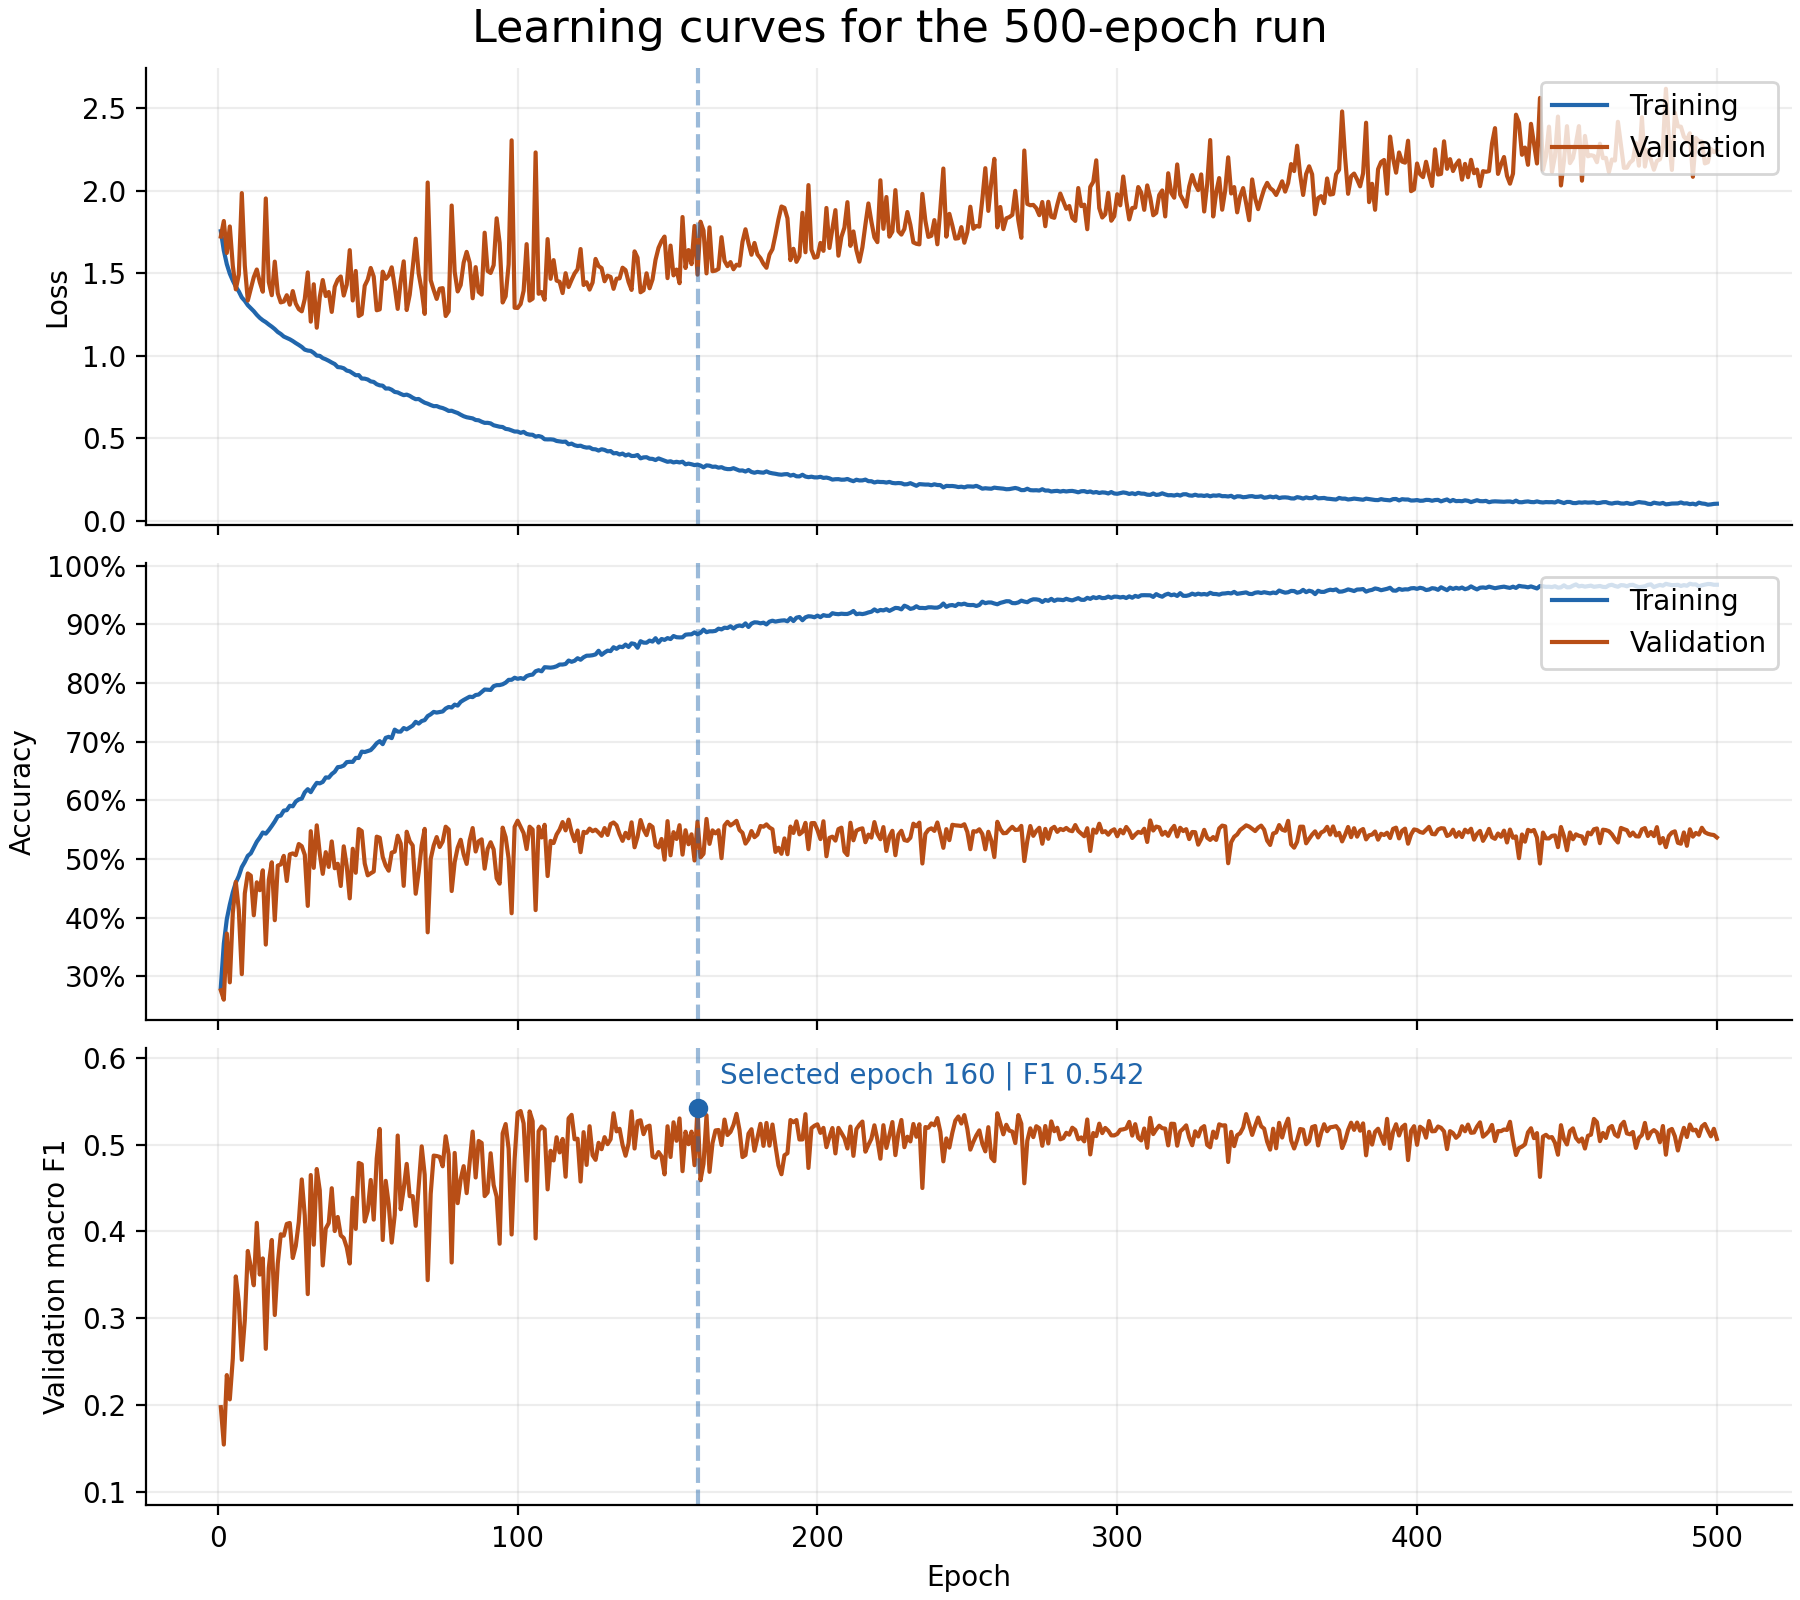 Learning curves for the 500-epoch run
2.5
2.0
1.5
1.0
0.5
0.0
Loss
Training
Validation
100%
90%
80%
70%
60%
50%
40%
30%
Accuracy
Training
Validation
0.6
0.5
0.4
0.3
0.2
0.1
Validation macro F1
Selected epoch 160 | F1 0.542
0 100 200 300 400 500
Epoch